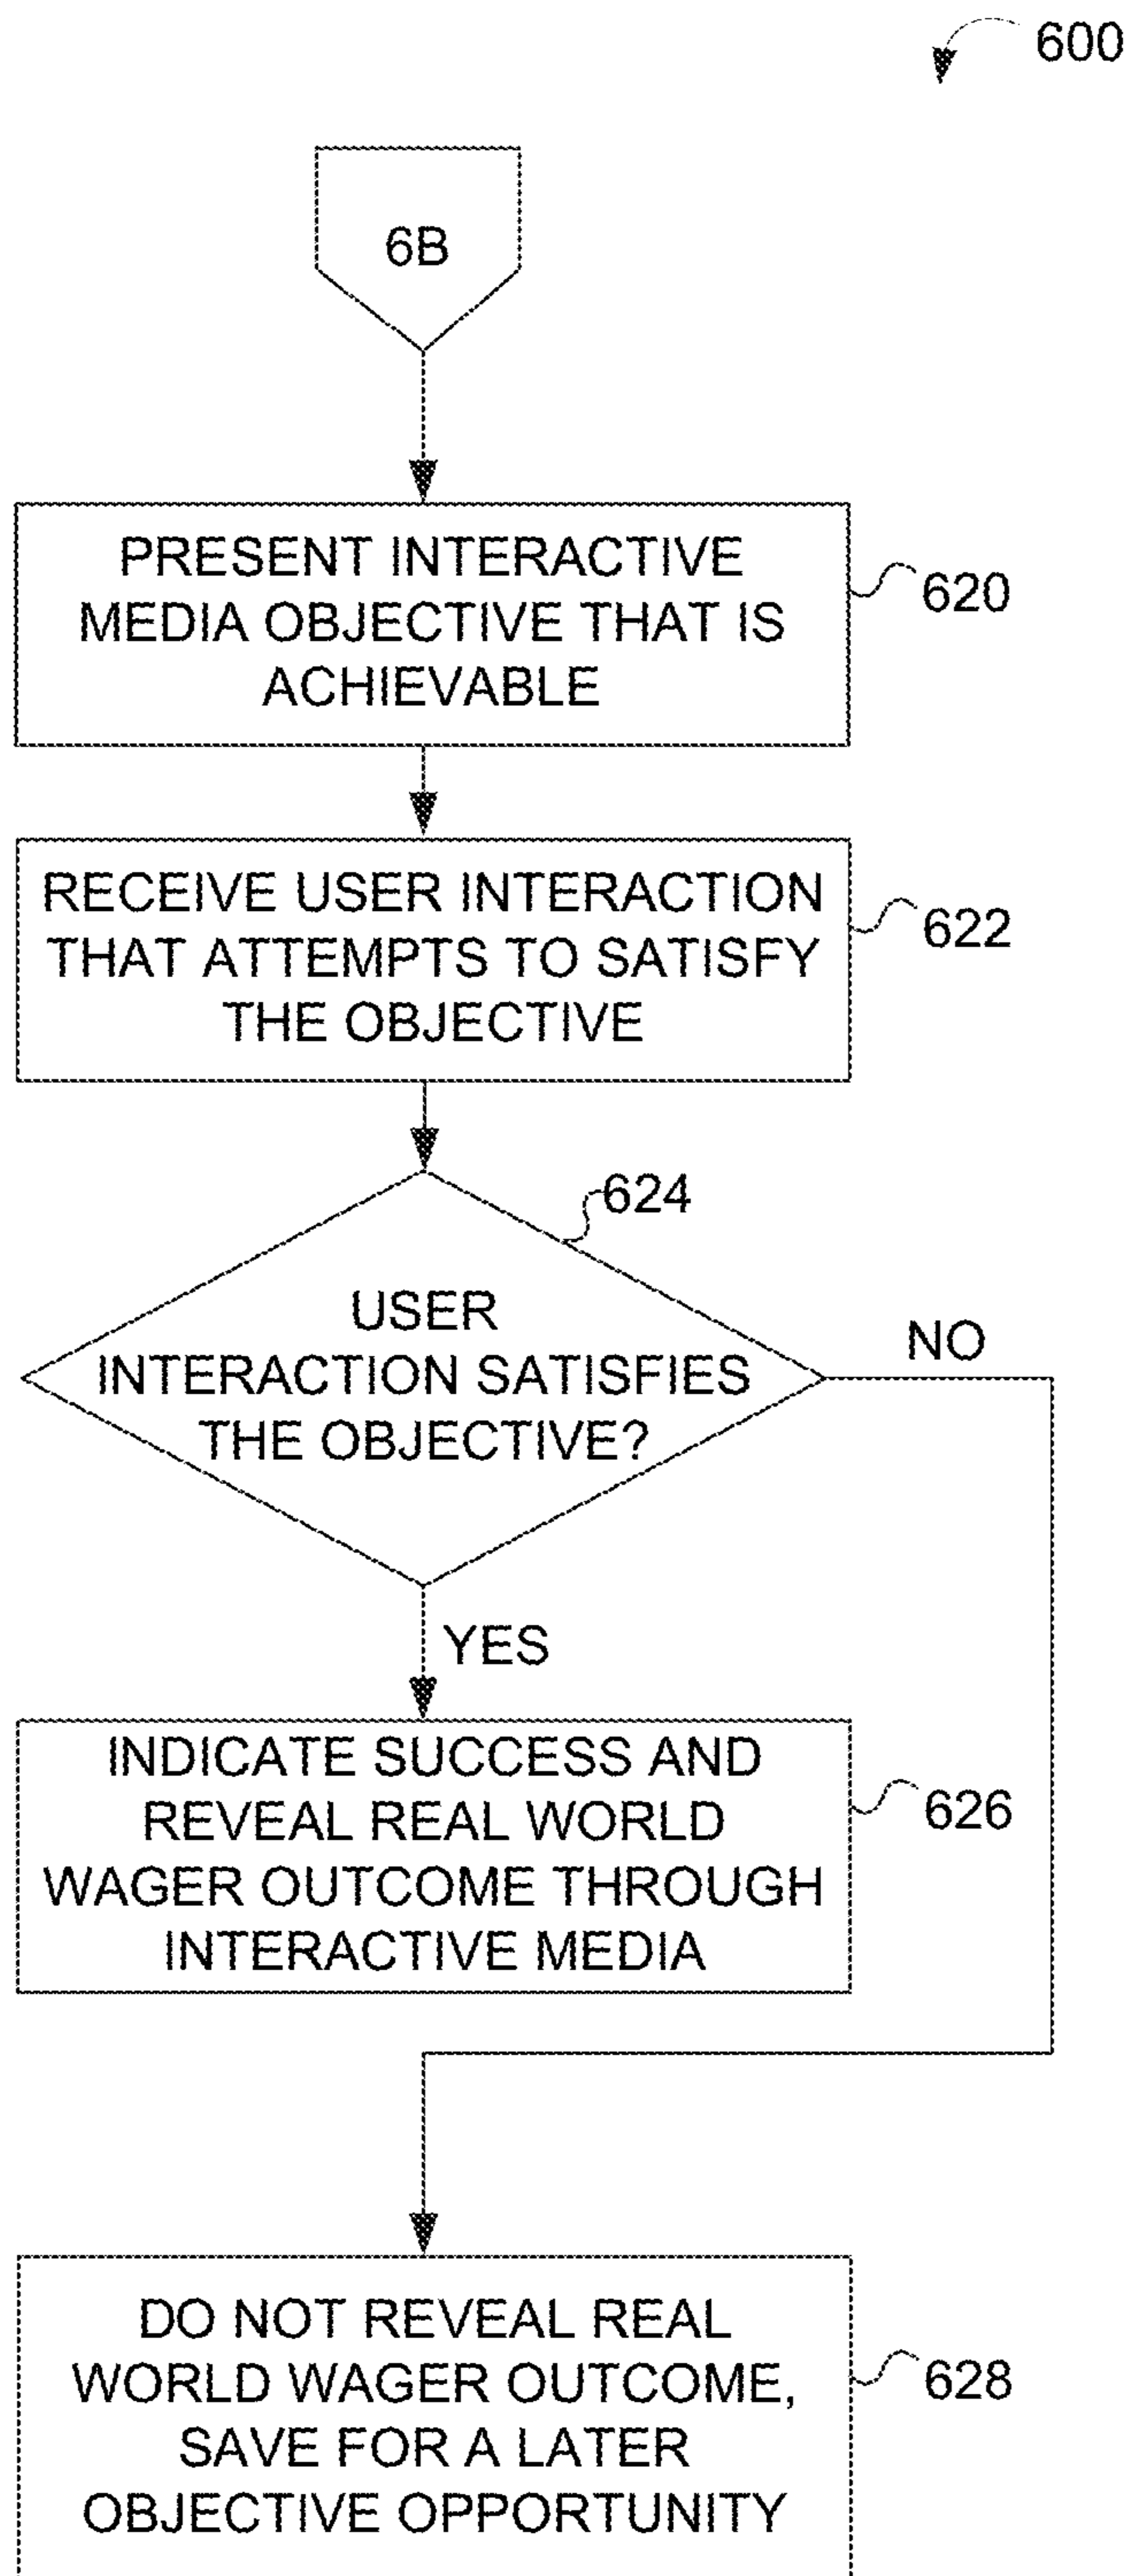 600
6B
PRESENT INTERACTIVE
MEDIA OBJECTIVE THAT IS
ACHIEVABLE
620
RECEIVE USER INTERACTION
THAT ATTEMPTS TO SATISFY
THE OBJECTIVE
622
624
USER
INTERACTION SATISFIES
THE OBJECTIVE?
NO
YES
INDICATE SUCCESS AND
REVEAL REAL WORLD
WAGER OUTCOME THROUGH
INTERACTIVE MEDIA
626
DO NOT REVEAL REAL
WORLD WAGER OUTCOME,
SAVE FOR A LATER
OBJECTIVE OPPORTUNITY
628